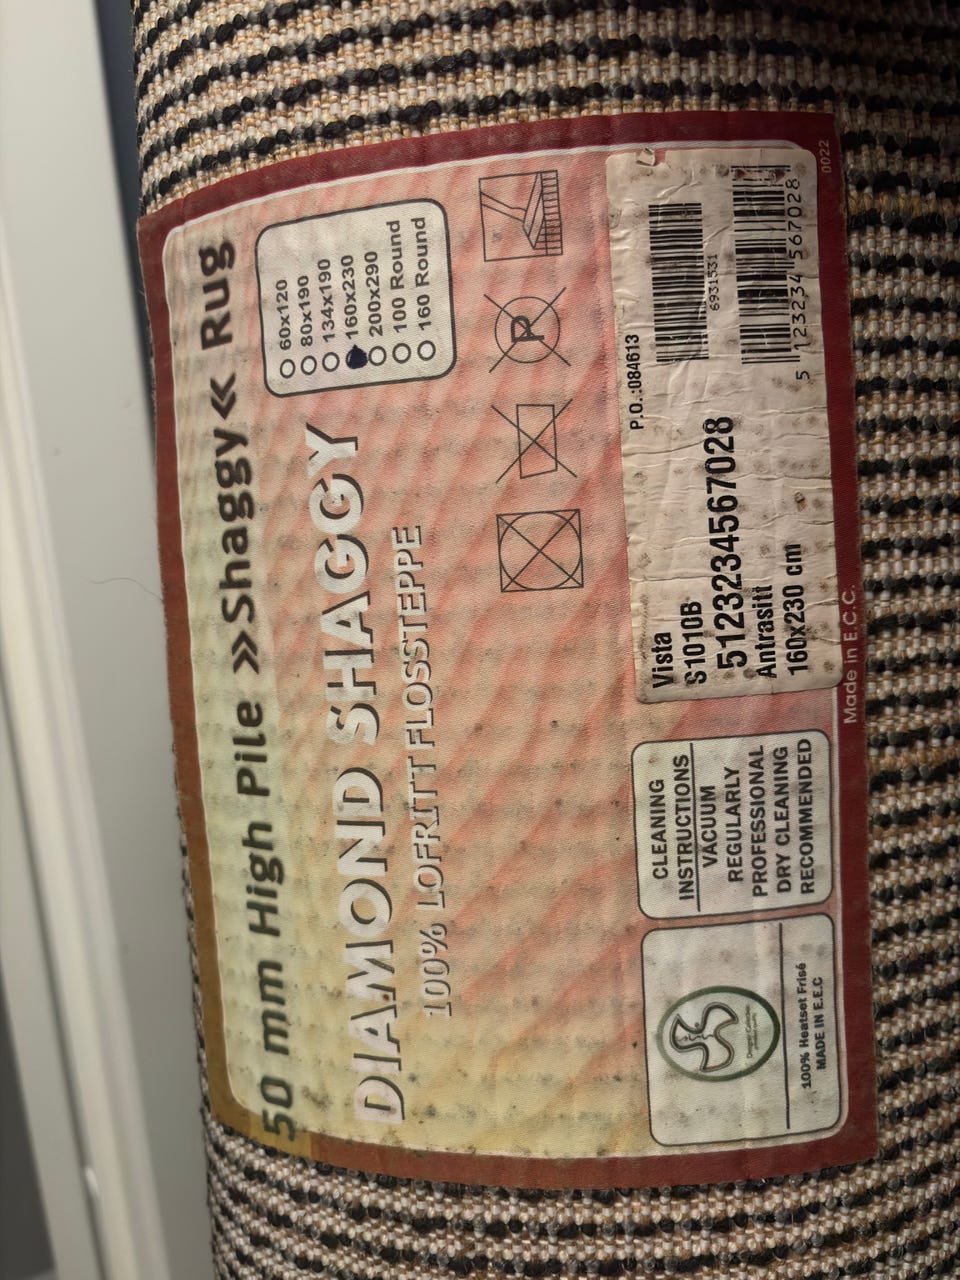 50 mm High Pile »Shaggy« Rug
DIAMOND SHAGGY
100% LOFRITT FLOSSTEPPE
60x120
80x190
134x190
160x230
200x290
100 Round
160 Round
P
100% Heatset Frisé
MADE IN E.E.C
CLEANING
INSTRUCTIONS
VACUUM
REGULARLY
PROFESSIONAL
DRY CLEANING
RECOMMENDED
P.O.:084613
Vista
S1010B
5123234567028
Antrasitt
160x230 cm
6931531
5 123234 567028
Made in E.C.C.
0022